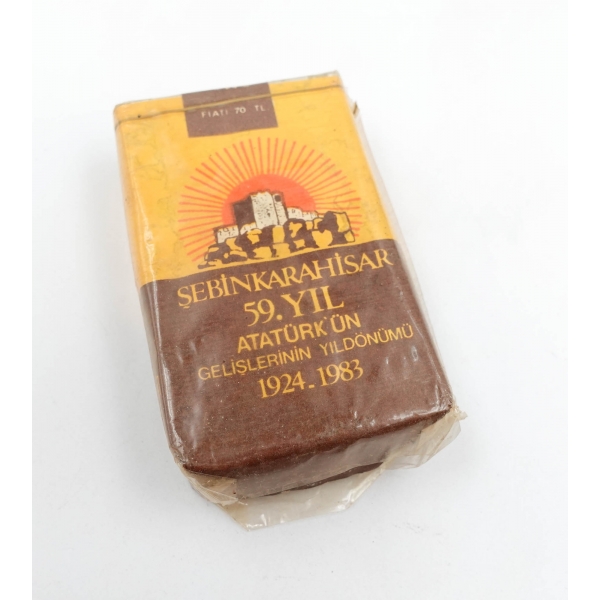 FİATI 70 TL
ŞEBİNKARAHİSAR
59.YIL
ATATÜRK'ÜN
GELİŞLERİNİN YILDÖNÜMÜ
1924-1983